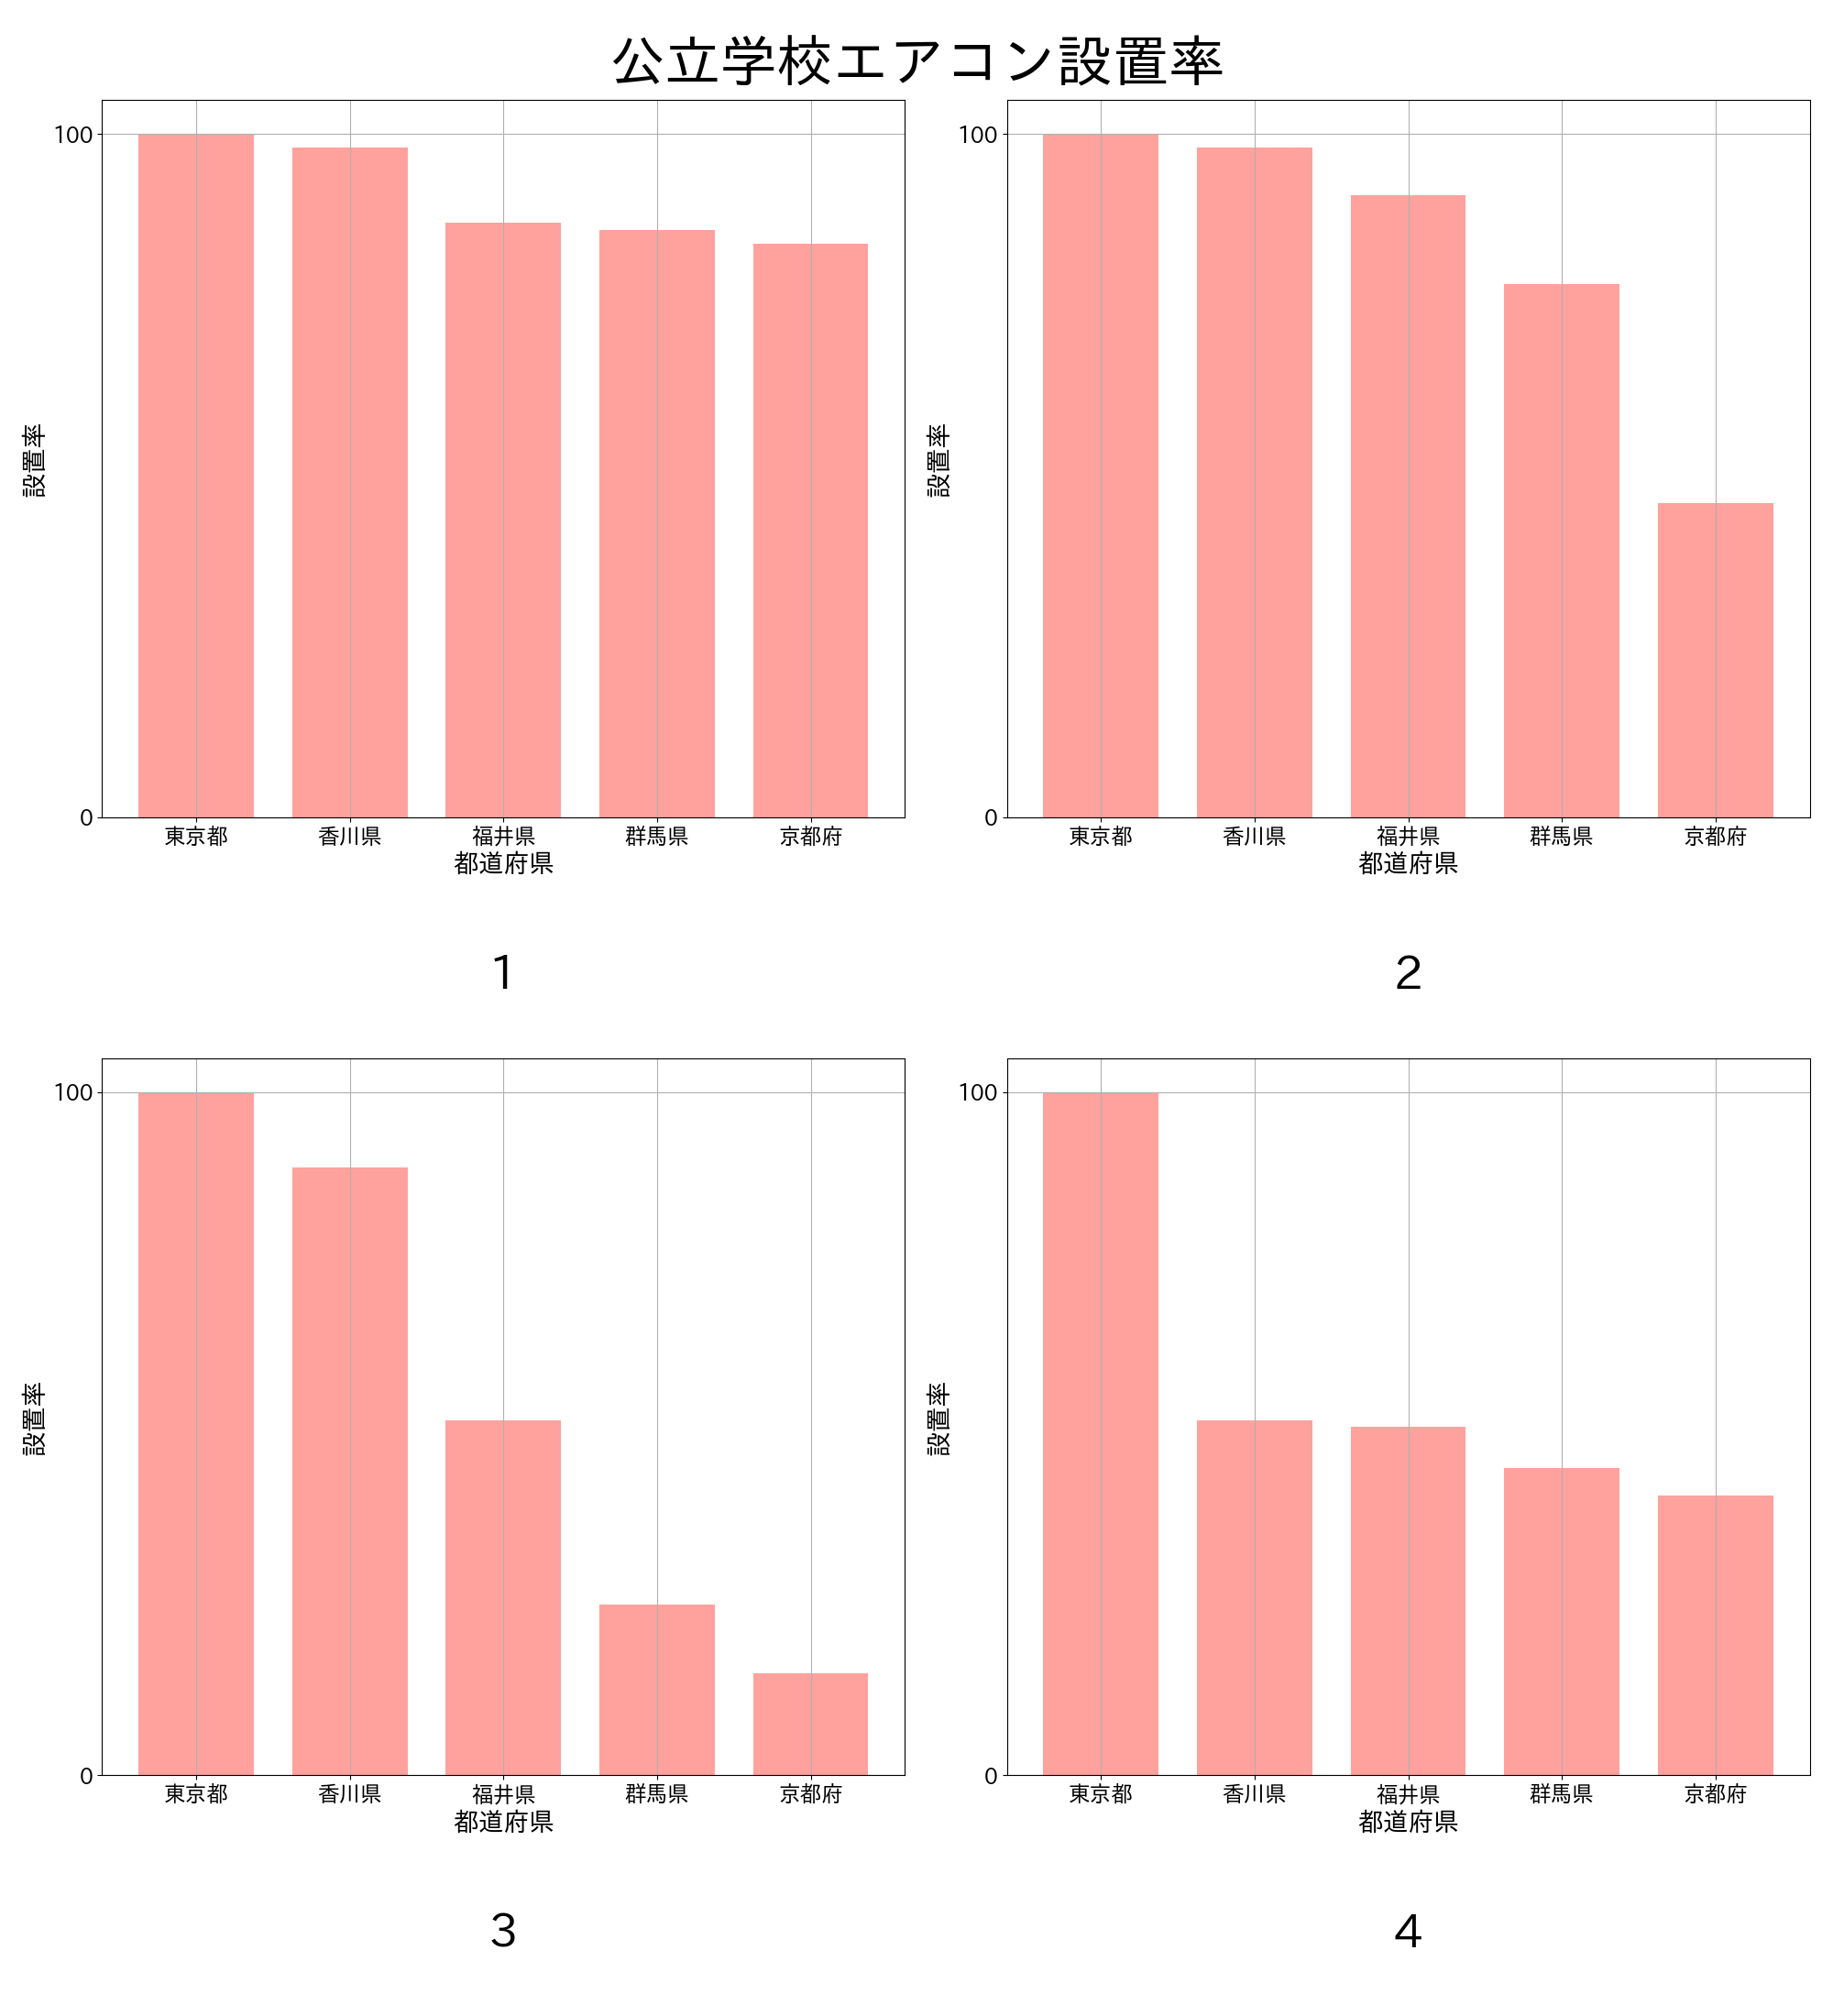 公立学校エアコン設置率
100
0
設置率
東京都 香川県 福井県 群馬県 京都府
都道府県
1
100
0
設置率
東京都 香川県 福井県 群馬県 京都府
都道府県
2
100
0
設置率
東京都 香川県 福井県 群馬県 京都府
都道府県
3
100
0
設置率
東京都 香川県 福井県 群馬県 京都府
都道府県
4